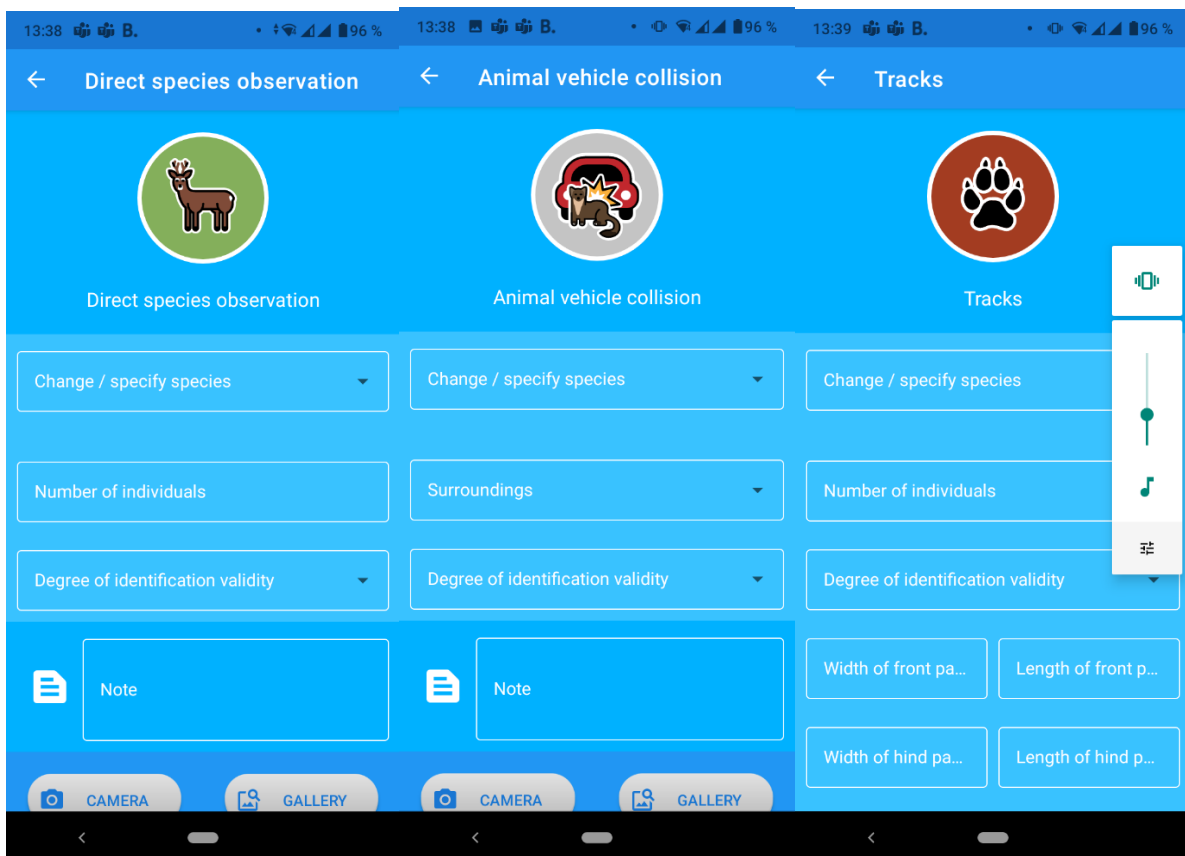 13:38 B. 96 %
Direct species observation
Direct species observation
Change / specify species
Number of individuals
Degree of identification validity
Note
CAMERA GALLERY
13:38 B. 96 %
Animal vehicle collision
Animal vehicle collision
Change / specify species
Surroundings
Degree of identification validity
Note
CAMERA GALLERY
13:39 B. 96 %
Tracks
Tracks
Change / specify species
Number of individuals
Degree of identification validity
Width of front pa... Length of front p...
Width of hind pa... Length of hind p...